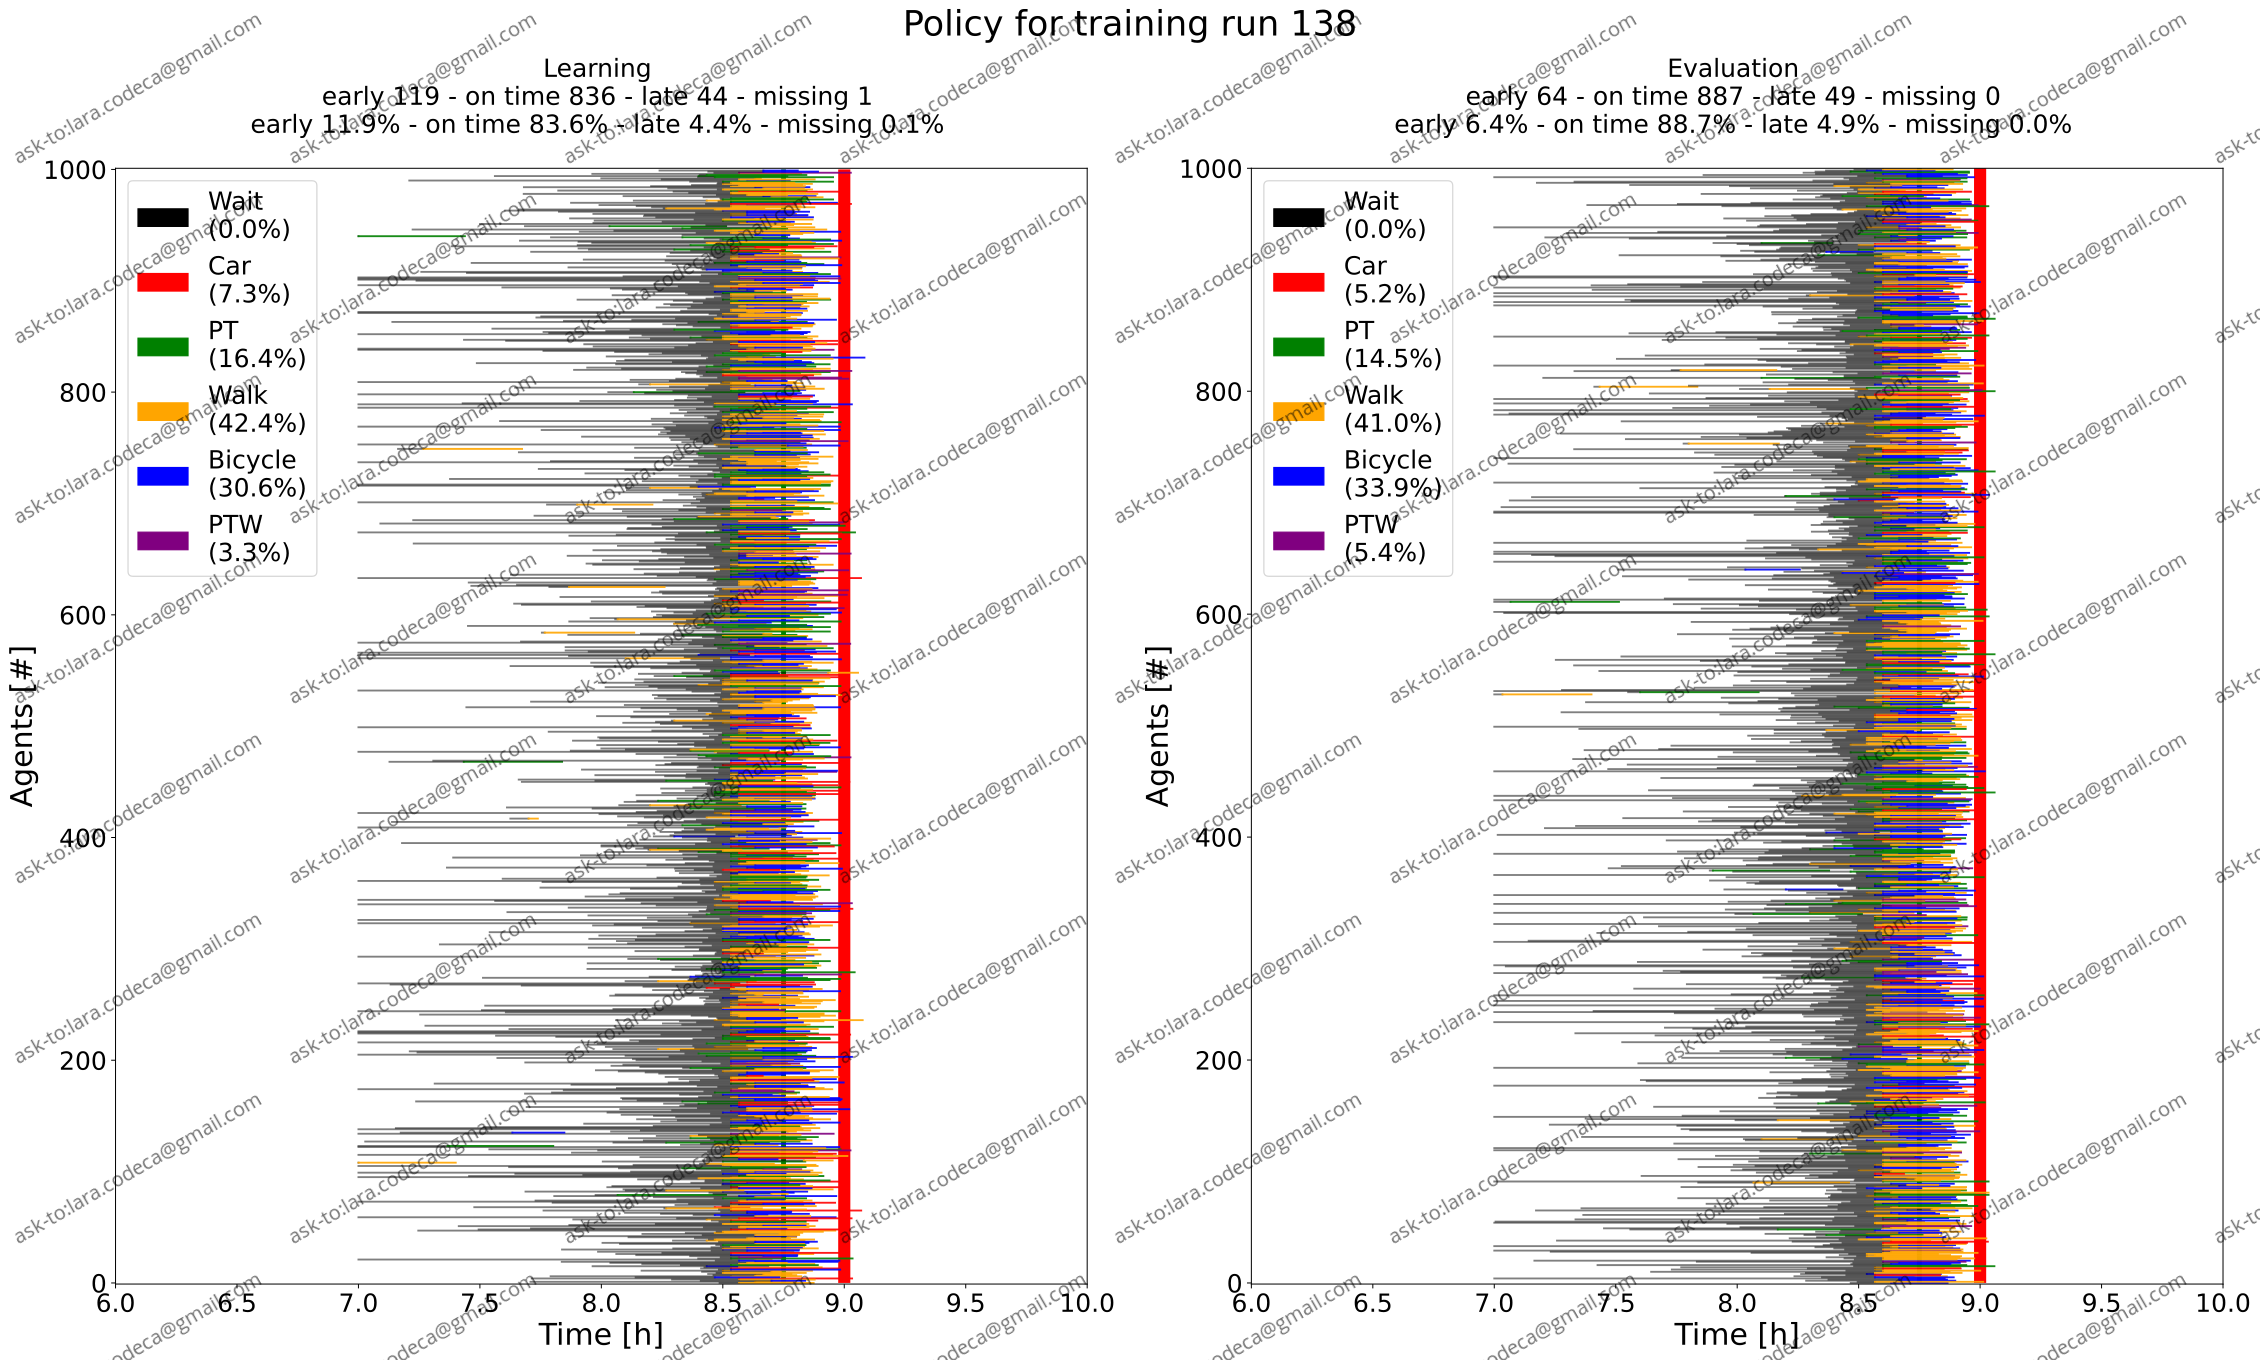 Policy for training run 138
Learning
early 119 - on time 836 - late 44 - missing 1
early 11.9% - on time 83.6% - late 4.4% - missing 0.1%
1000
800
600
400
200
0
Agents [#]
Wait
(0.0%)
Car
(7.3%)
PT
(16.4%)
Walk
(42.4%)
Bicycle
(30.6%)
PTW
(3.3%)
6.0 6.5 7.0 7.5 8.0 8.5 9.0 9.5 10.0
Time [h]
Evaluation
early 64 - on time 887 - late 49 - missing 0
early 6.4% - on time 88.7% - late 4.9% - missing 0.0%
1000
800
600
400
200
0
Agents [#]
Wait
(0.0%)
Car
(5.2%)
PT
(14.5%)
Walk
(41.0%)
Bicycle
(33.9%)
PTW
(5.4%)
6.0 6.5 7.0 7.5 8.0 8.5 9.0 9.5 10.0
Time [h]
ask-to:lara.codeca@gmail.com